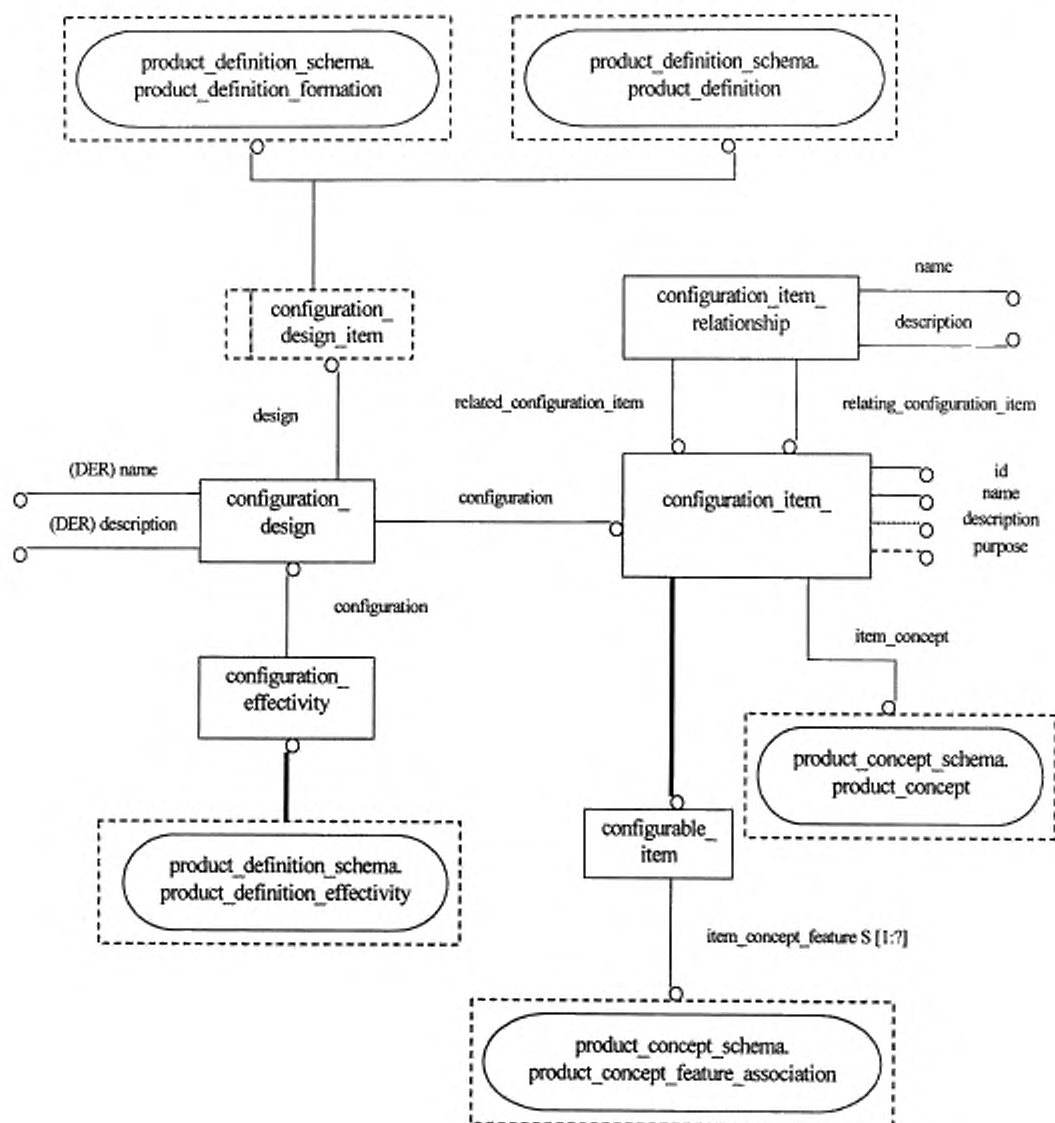 product_definition_schema.
product_definition_formation
product_definition_schema.
product_definition
configuration_
design_item
configuration_item_
relationship
name
description
design
related_configuration_item
relating_configuration_item
(DER) name
(DER) description
configuration_
design
configuration
configuration_item_
id
name
description
purpose
configuration
item_concept
configuration_
effectivity
product_concept_schema.
product_concept
configurable_
item
product_definition_schema.
product_definition_effectivity
item_concept_feature S [1:?]
product_concept_schema.
product_concept_feature_association